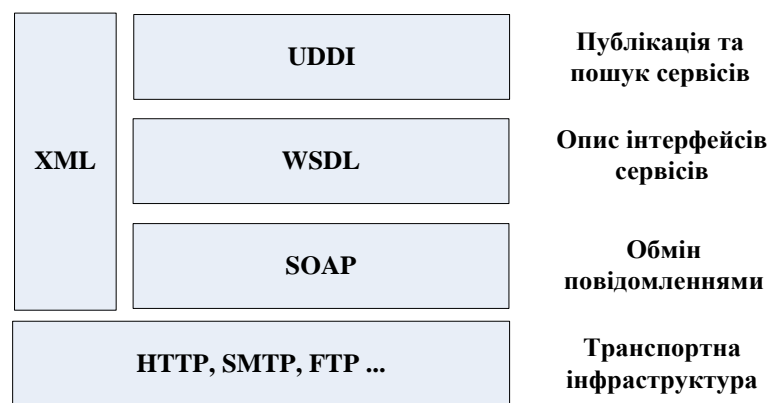 UDDI
Публікація та
пошук сервісів
XML
WSDL
Опис інтерфейсів
сервісів
SOAP
Обмін
повідомленнями
HTTP, SMTP, FTP ...
Транспортна
інфраструктура